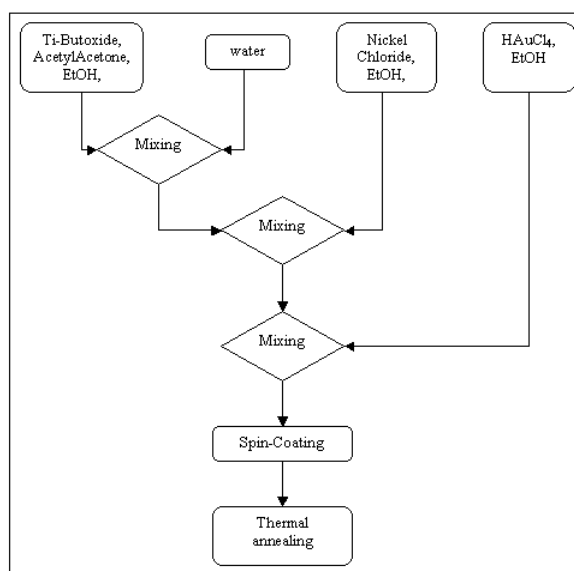 Ti-Butoxide,
AcetylAcetone,
EtOH,
water
Nickel
Chloride,
EtOH,
HAuCl₄,
EtOH
Mixing
Mixing
Mixing
Spin-Coating
Thermal
annealing